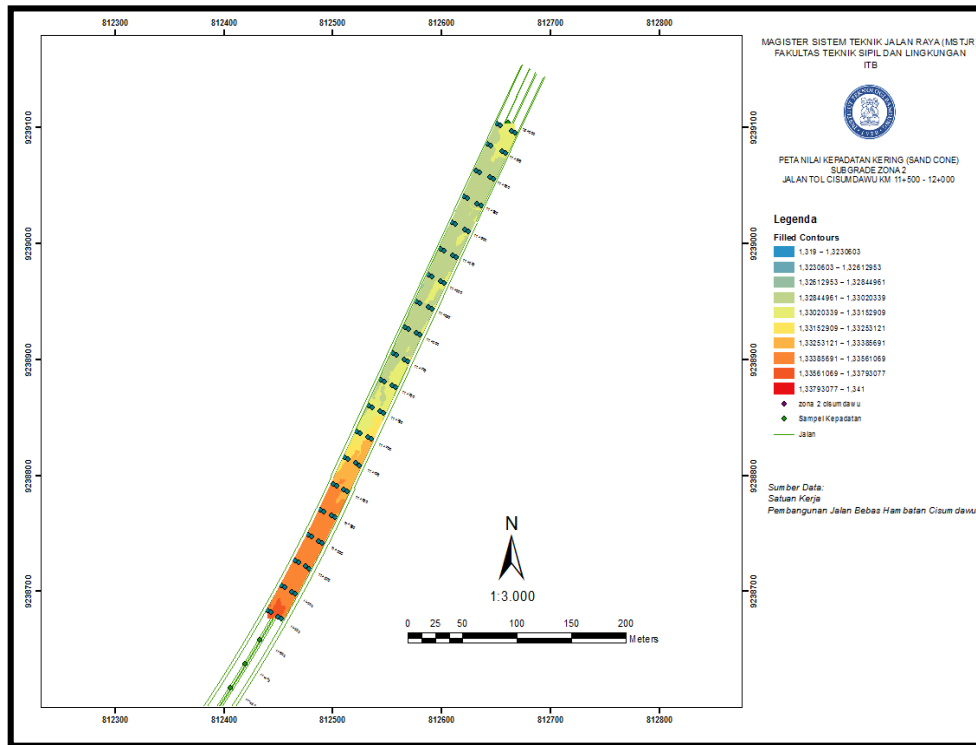 812300 812400 812500 812600 812700 812800
MAGISTER SISTEM TEKNIK JALAN RAYA (MSTJR)
FAKULTAS TEKNIK SIPIL DAN LINGKUNGAN
ITB
PETA NILAI KEPADATAN KERING (SAND CONE)
SUBGRADE ZONA 2
JALAN TOL CISUMDAWU KM 11+500 - 12+000
Legenda
Filled Contours
1,319 – 1,3230603
1,3230603 – 1,32612953
1,32612953 – 1,32844961
1,32844961 – 1,33020339
1,33020339 – 1,33152909
1,33152909 – 1,33253121
1,33253121 – 1,33385691
1,33385691 – 1,33561069
1,33561069 – 1,33793077
1,33793077 – 1,341
zona 2 cisumdawu
Sampel Kepadatan
Jalan
Sumber Data:
Satuan Kerja
Pembangunan Jalan Bebas Hambatan Cisumdawu
9239100 9239100
9239000 9239000
9238900 9238900
9238800 9238800
9238700 9238700
N
1:3.000
0 25 50 100 150 200
Meters
812300 812400 812500 812600 812700 812800